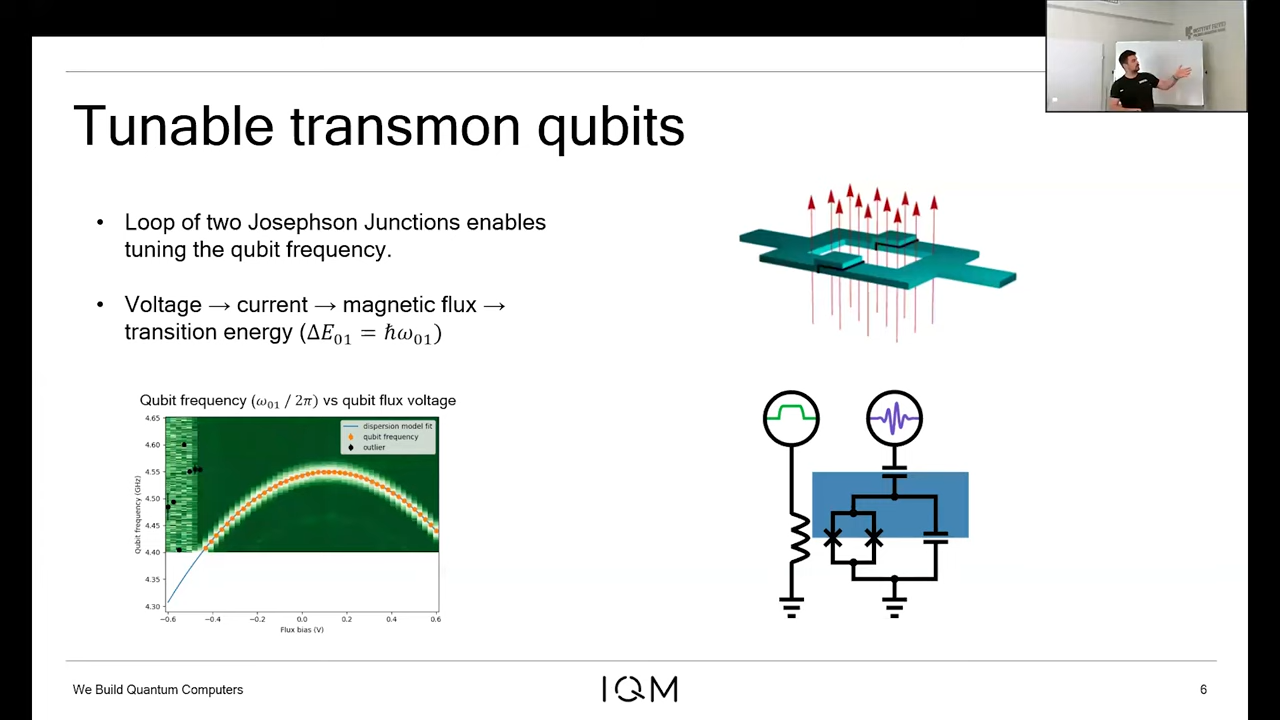 Tunable transmon qubits
• Loop of two Josephson Junctions enables
tuning the qubit frequency.
• Voltage → current → magnetic flux →
transition energy (Δ𝐸₀₁ = ℏω₀₁)
Qubit frequency (ω₀₁ / 2π) vs qubit flux voltage
dispersion model fit
qubit frequency
outlier
Qubit frequency (GHz)
4.65
4.60
4.55
4.50
4.45
4.40
4.35
4.30
−0.6 −0.4 −0.2 0.0 0.2 0.4 0.6
Flux bias (V)
We Build Quantum Computers
IQM
6